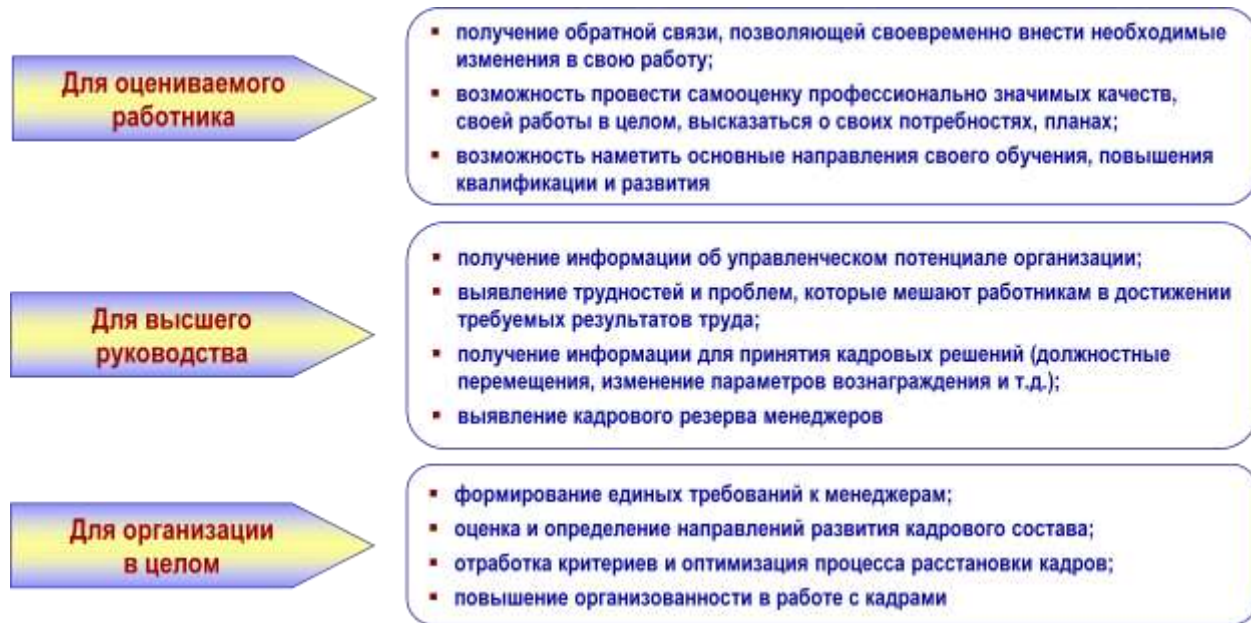 Для оцениваемого
работника
▪ получение обратной связи, позволяющей своевременно внести необходимые
изменения в свою работу;
▪ возможность провести самооценку профессионально значимых качеств,
своей работы в целом, высказаться о своих потребностях, планах;
▪ возможность наметить основные направления своего обучения, повышения
квалификации и развития
Для высшего
руководства
▪ получение информации об управленческом потенциале организации;
▪ выявление трудностей и проблем, которые мешают работникам в достижении
требуемых результатов труда;
▪ получение информации для принятия кадровых решений (должностные
перемещения, изменение параметров вознаграждения и т.д.);
▪ выявление кадрового резерва менеджеров
Для организации
в целом
▪ формирование единых требований к менеджерам;
▪ оценка и определение направлений развития кадрового состава;
▪ отработка критериев и оптимизация процесса расстановки кадров;
▪ повышение организованности в работе с кадрами